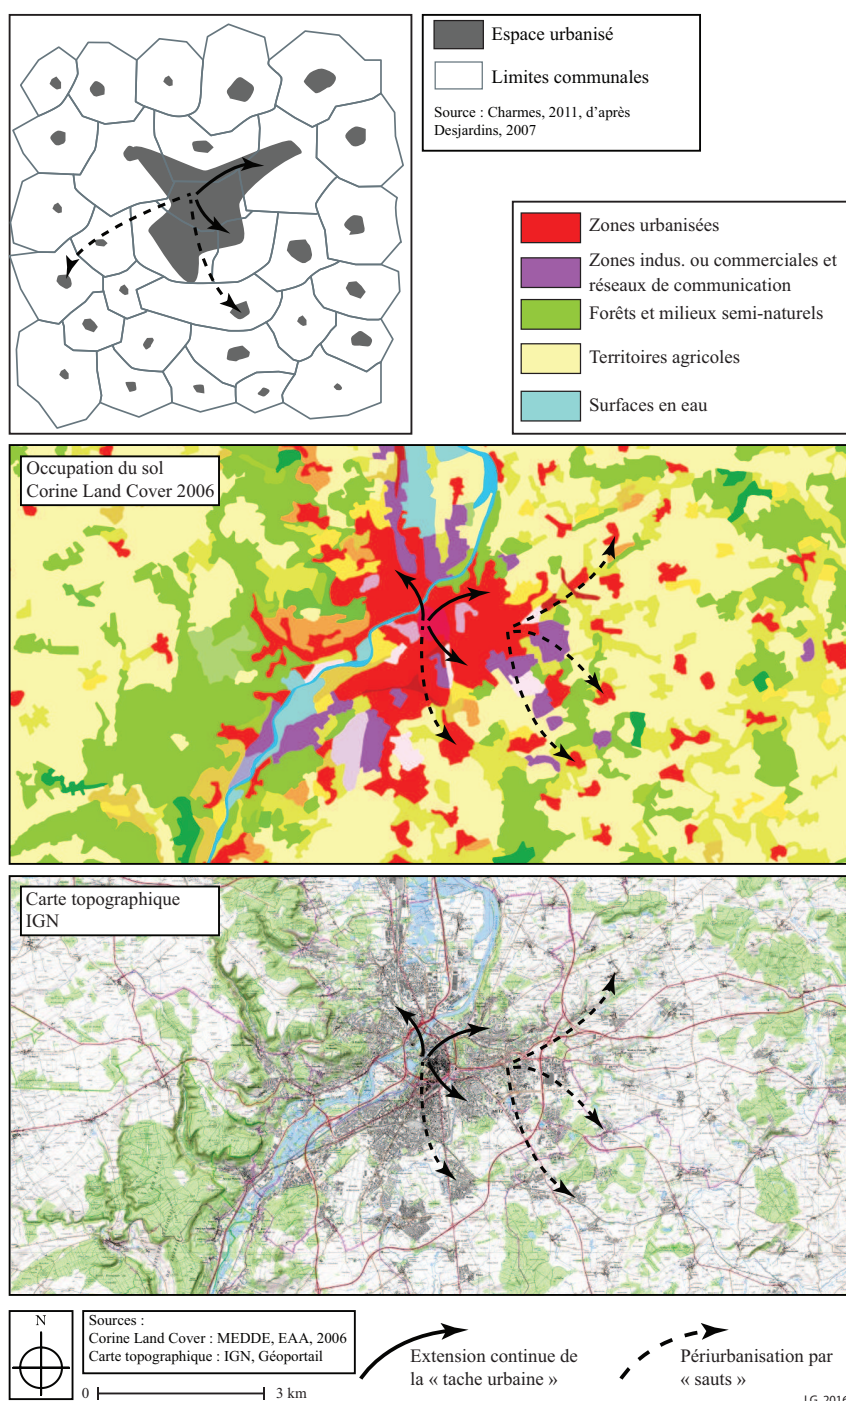 Espace urbanisé
Limites communales
Source : Charmes, 2011, d'après
Desjardins, 2007
Zones urbanisées
Zones indus. ou commerciales et
réseaux de communication
Forêts et milieux semi-naturels
Territoires agricoles
Surfaces en eau
Occupation du sol
Corine Land Cover 2006
Carte topographique
IGN
N
Sources :
Corine Land Cover : MEDDE, EAA, 2006
Carte topographique : IGN, Géoportail
0 3 km
Extension continue de
la « tache urbaine »
Périurbanisation par
« sauts »
LG, 2016